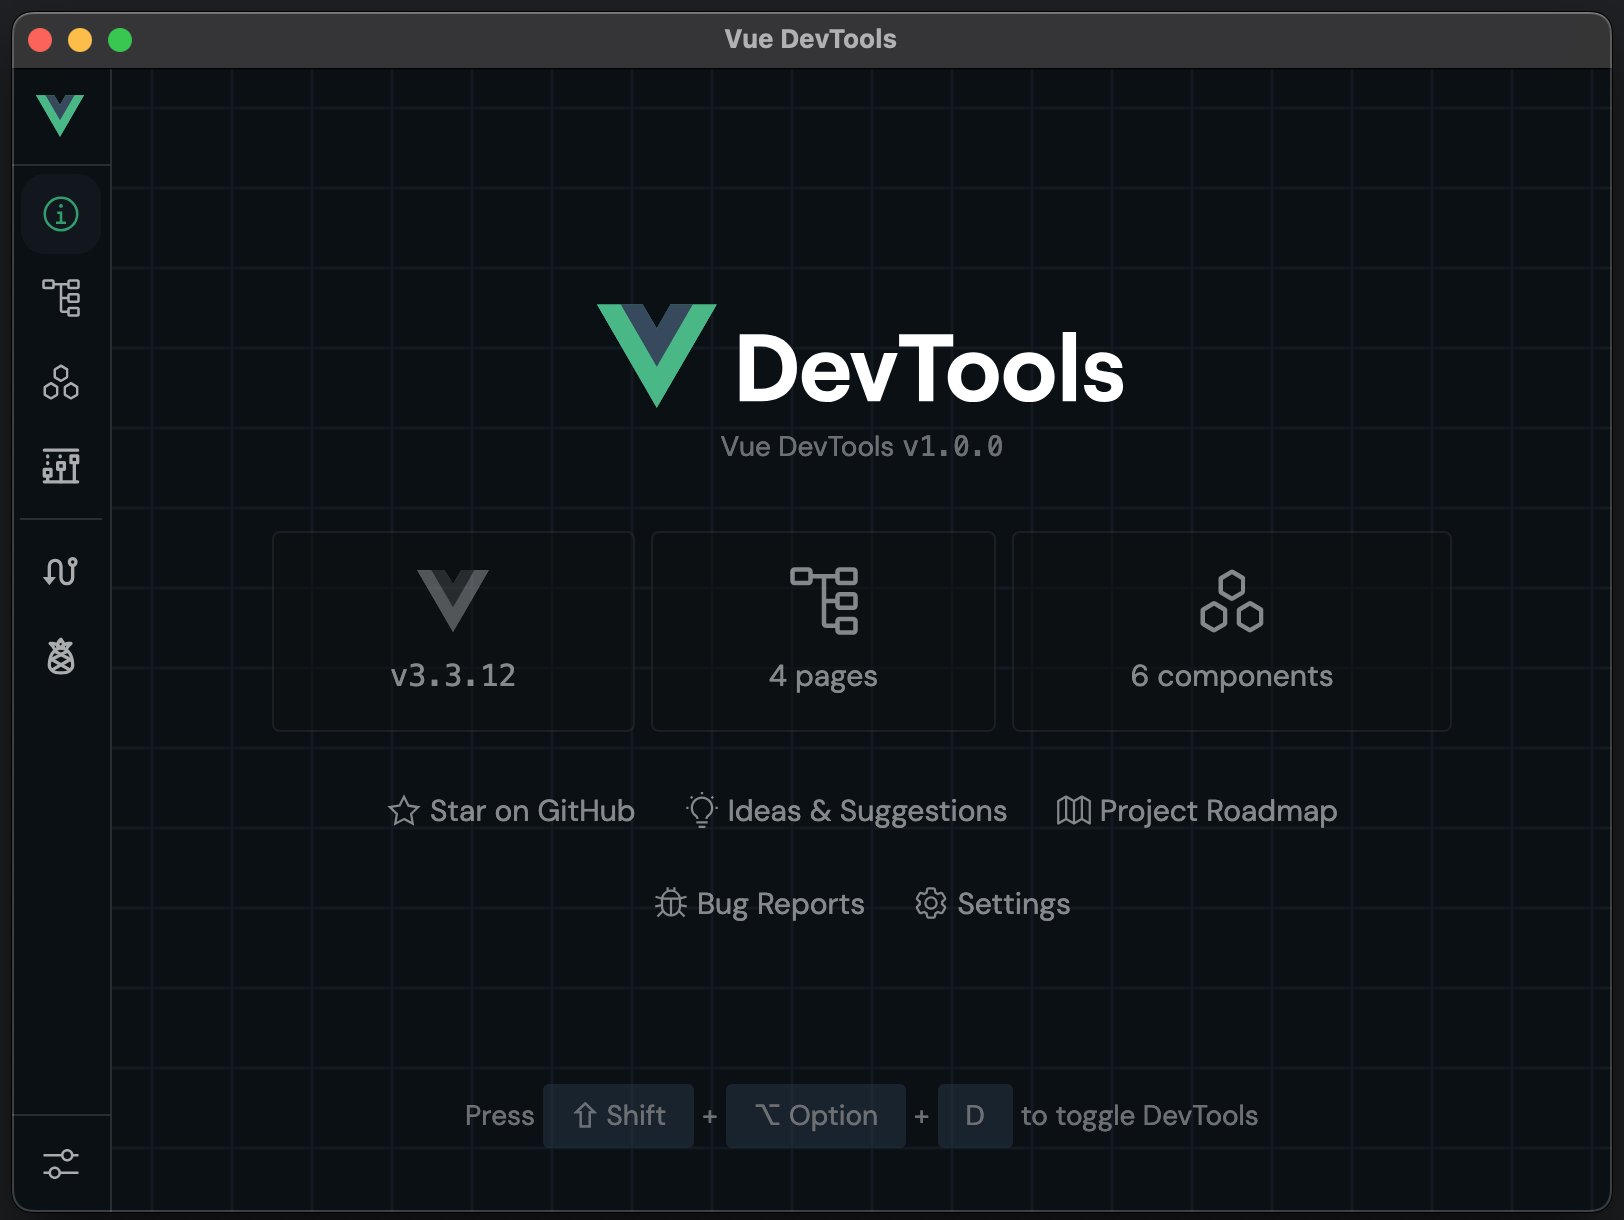 Vue DevTools
DevTools
Vue DevTools v1.0.0
v3.3.12
4 pages
6 components
Star on GitHub
Ideas & Suggestions
Project Roadmap
Bug Reports
Settings
Press ⇧ Shift + ⌥ Option + D to toggle DevTools